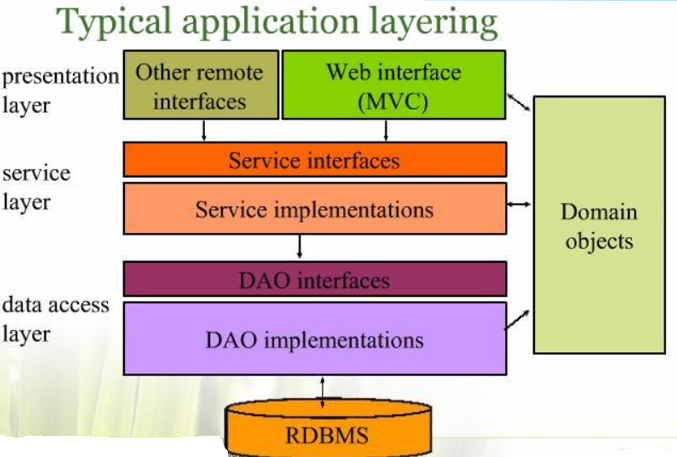 Typical application layering
presentation
layer
Other remote
interfaces
Web interface
(MVC)
service
layer
Service interfaces
Service implementations
Domain
objects
data access
layer
DAO interfaces
DAO implementations
RDBMS